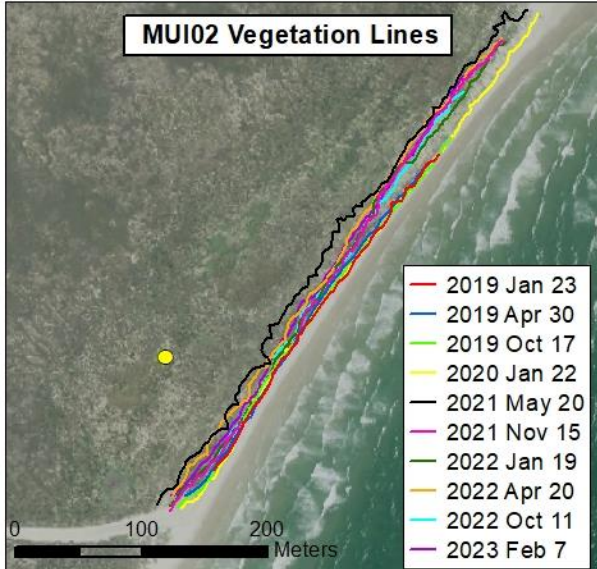 MUI02 Vegetation Lines
2019 Jan 23
2019 Apr 30
2019 Oct 17
2020 Jan 22
2021 May 20
2021 Nov 15
2022 Jan 19
2022 Apr 20
2022 Oct 11
2023 Feb 7
0 100 200
Meters